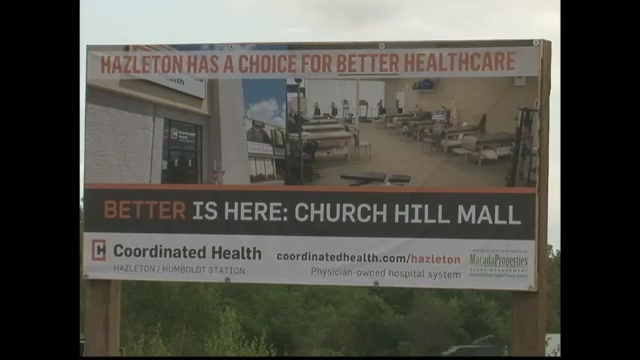 HAZLETON HAS A CHOICE FOR BETTER HEALTHCARE
BETTER IS HERE: CHURCH HILL MALL
Coordinated Health
HAZLETON / HUMBOLDT STATION
coordinatedhealth.com/hazleton
Physician-owned hospital system
MacadaProperties